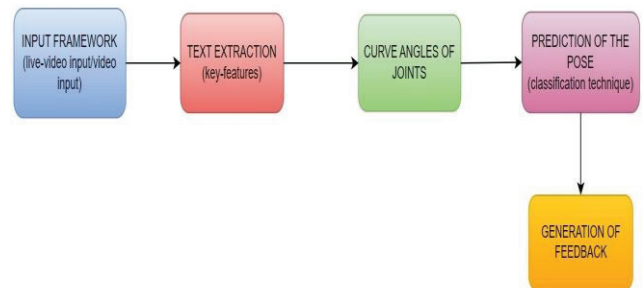 INPUT FRAMEWORK
(live-video input/video
input)
TEXT EXTRACTION
(key-features)
CURVE ANGLES OF
JOINTS
PREDICTION OF THE
POSE
(classification technique)
GENERATION OF
FEEDBACK